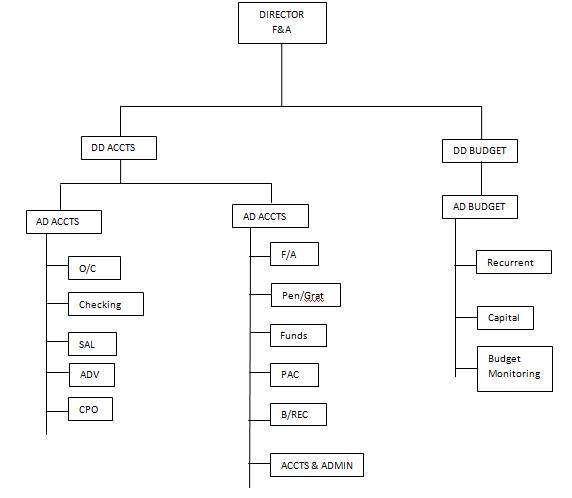 DIRECTOR
F&A
DD ACCTS
DD BUDGET
AD ACCTS
AD ACCTS
AD BUDGET
O/C
Checking
SAL
ADV
CPO
F/A
Pen/Grat
Funds
PAC
B/REC
ACCTS & ADMIN
Recurrent
Capital
Budget
Monitoring